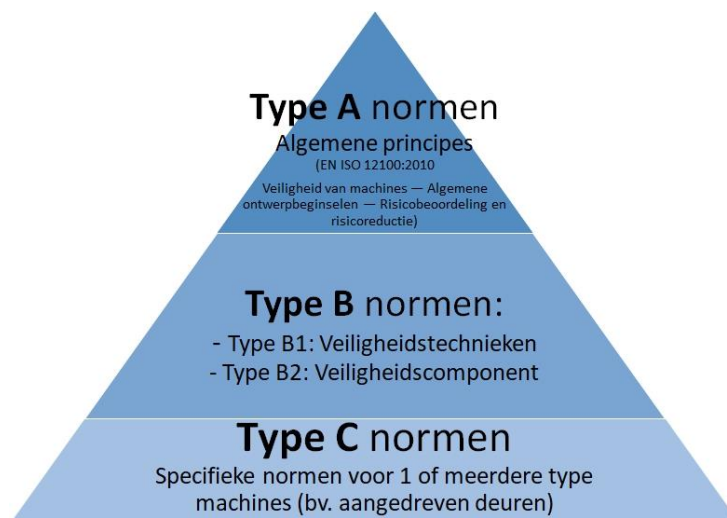 Type A normen
Algemene principes
(EN ISO 12100:2010
Veiligheid van machines — Algemene
ontwerpbeginselen — Risicobeoordeling en
risicoreductie)
Type B normen:
- Type B1: Veiligheidstechnieken
- Type B2: Veiligheidscomponent
Type C normen
Specifieke normen voor 1 of meerdere type
machines (bv. aangedreven deuren)